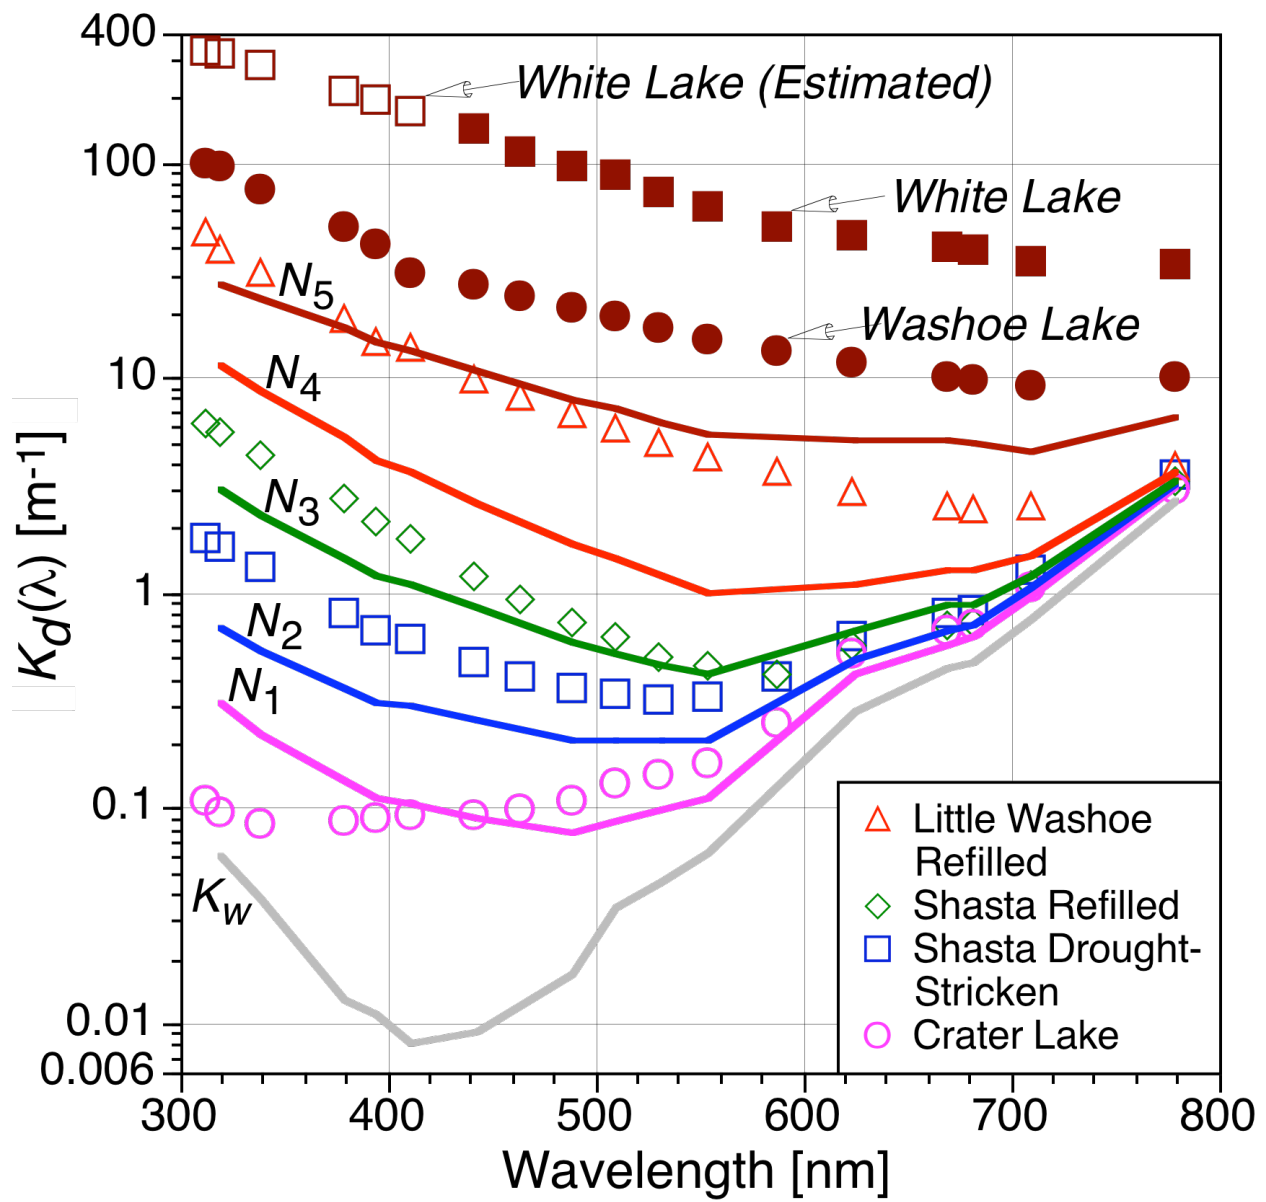 400
White Lake (Estimated)
100
White Lake
N5
Washoe Lake
10
N4
Kd(λ) [m-1]
N3
1
N2
N1
0.1
Little Washoe
Refilled
Kw
Shasta Refilled
Shasta Drought-
Stricken
0.01
Crater Lake
0.006
300 400 500 600 700 800
Wavelength [nm]